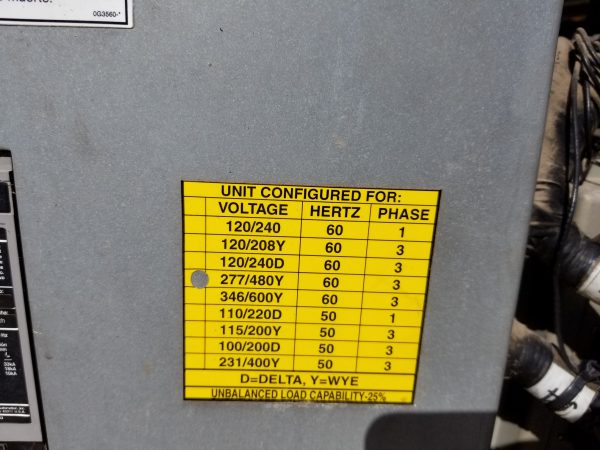 0G3560-*
UNIT CONFIGURED FOR:
VOLTAGE HERTZ PHASE
120/240 60 1
120/208Y 60 3
120/240D 60 3
277/480Y 60 3
346/600Y 60 3
110/220D 50 1
115/200Y 50 3
100/200D 50 3
231/400Y 50 3
D=DELTA, Y=WYE
UNBALANCED LOAD CAPABILITY-25%